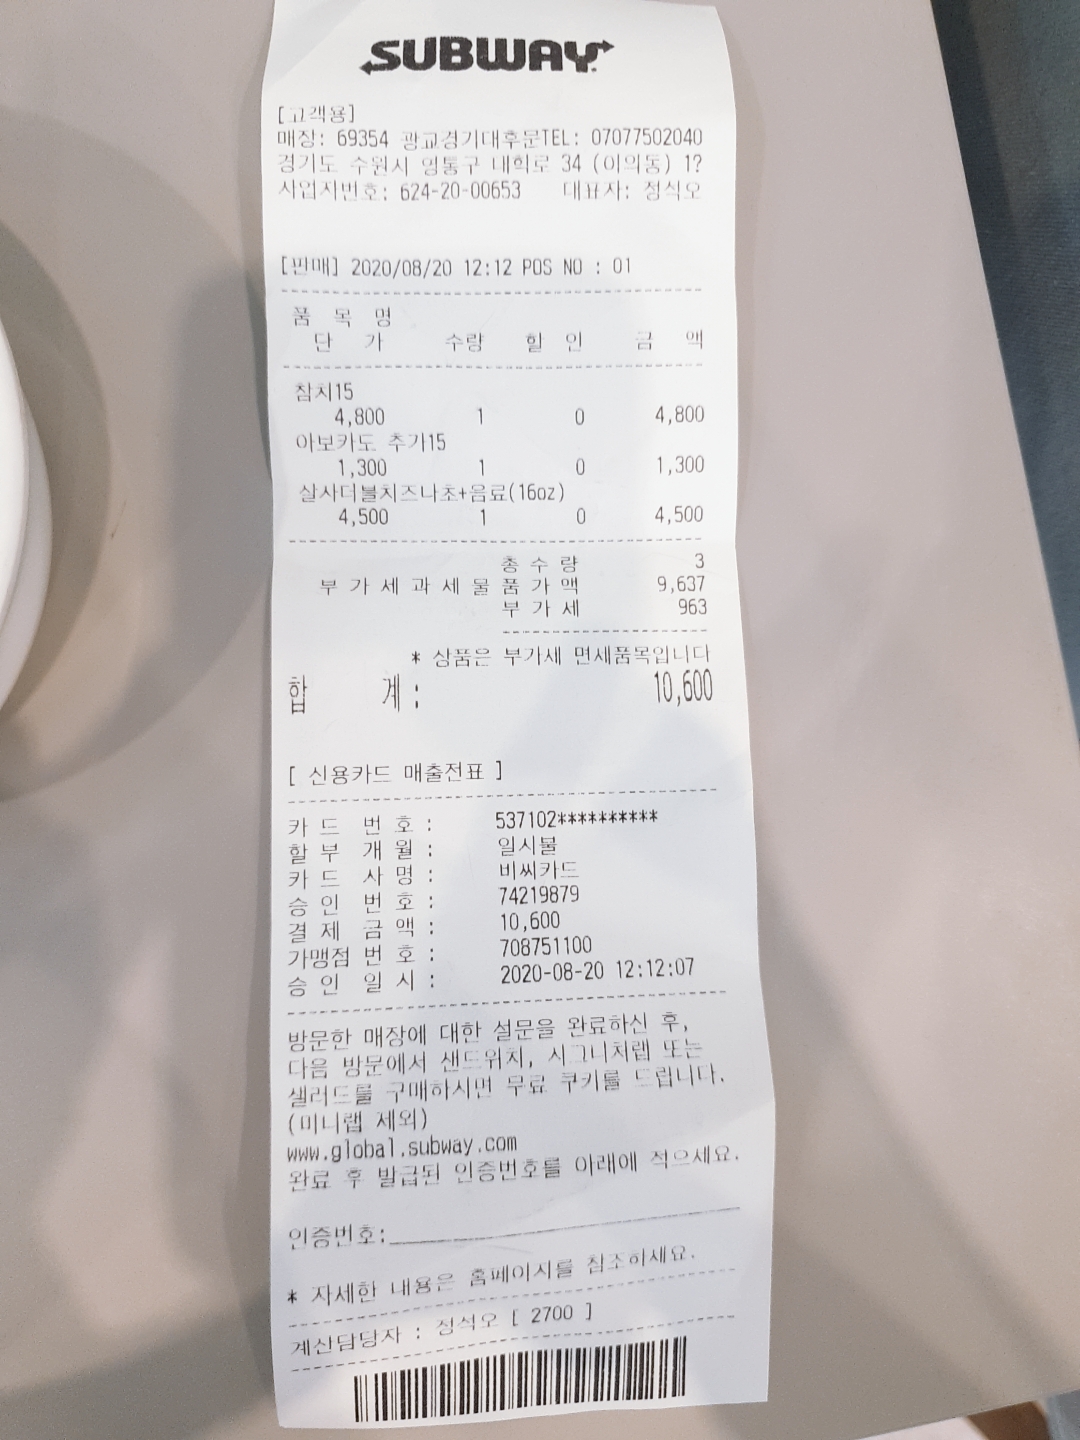 SUBWAY
[고객용]
매장: 69354 광교경기대후문TEL: 07077502040
경기도 수원시 영통구 대학로 34 (이의동) 1?
사업자번호: 624-20-00653 대표자: 정석오
[판매] 2020/08/20 12:12 POS NO : 01
품 목 명
단 가 수량 할 인 금 액
참치15
4,800 1 0 4,800
아보카도 추가15
1,300 1 0 1,300
살사더블치즈나초+음료(16oz)
4,500 1 0 4,500
총 수 량 3
부 가 세 과 세 물 품 가 액 9,637
부 가 세 963
* 상품은 부가세 면세품목입니다
합 계 : 10,600
[ 신용카드 매출전표 ]
카 드 번 호 : 537102**********
할 부 개 월 : 일시불
카 드 사 명 : 비씨카드
승 인 번 호 : 74219879
결 제 금 액 : 10,600
가맹점 번 호 : 708751100
승 인 일 시 : 2020-08-20 12:12:07
방문한 매장에 대한 설문을 완료하신 후,
다음 방문에서 샌드위치, 시그니처랩 또는
샐러드를 구매하시면 무료 쿠키를 드립니다.
(미니랩 제외)
www.global.subway.com
완료 후 발급된 인증번호를 아래에 적으세요.
인증번호:
* 자세한 내용은 홈페이지를 참조하세요.
계산담당자 : 정석오 [ 2700 ]